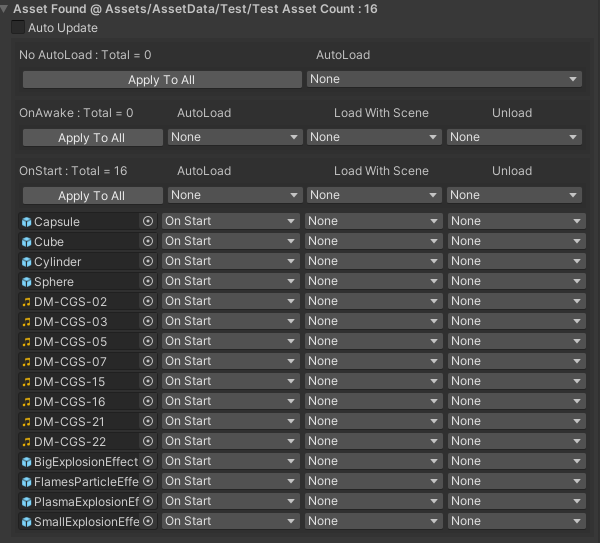 Asset Found @ Assets/AssetData/Test/Test Asset Count : 16
Auto Update
No AutoLoad : Total = 0 AutoLoad
Apply To All None
OnAwake : Total = 0 AutoLoad Load With Scene Unload
Apply To All None None None
OnStart : Total = 16 AutoLoad Load With Scene Unload
Apply To All None None None
Capsule On Start None None
Cube On Start None None
Cylinder On Start None None
Sphere On Start None None
DM-CGS-02 On Start None None
DM-CGS-03 On Start None None
DM-CGS-05 On Start None None
DM-CGS-07 On Start None None
DM-CGS-15 On Start None None
DM-CGS-16 On Start None None
DM-CGS-21 On Start None None
DM-CGS-22 On Start None None
BigExplosionEffect On Start None None
FlamesParticleEffe On Start None None
PlasmaExplosionEf On Start None None
SmallExplosionEffe On Start None None